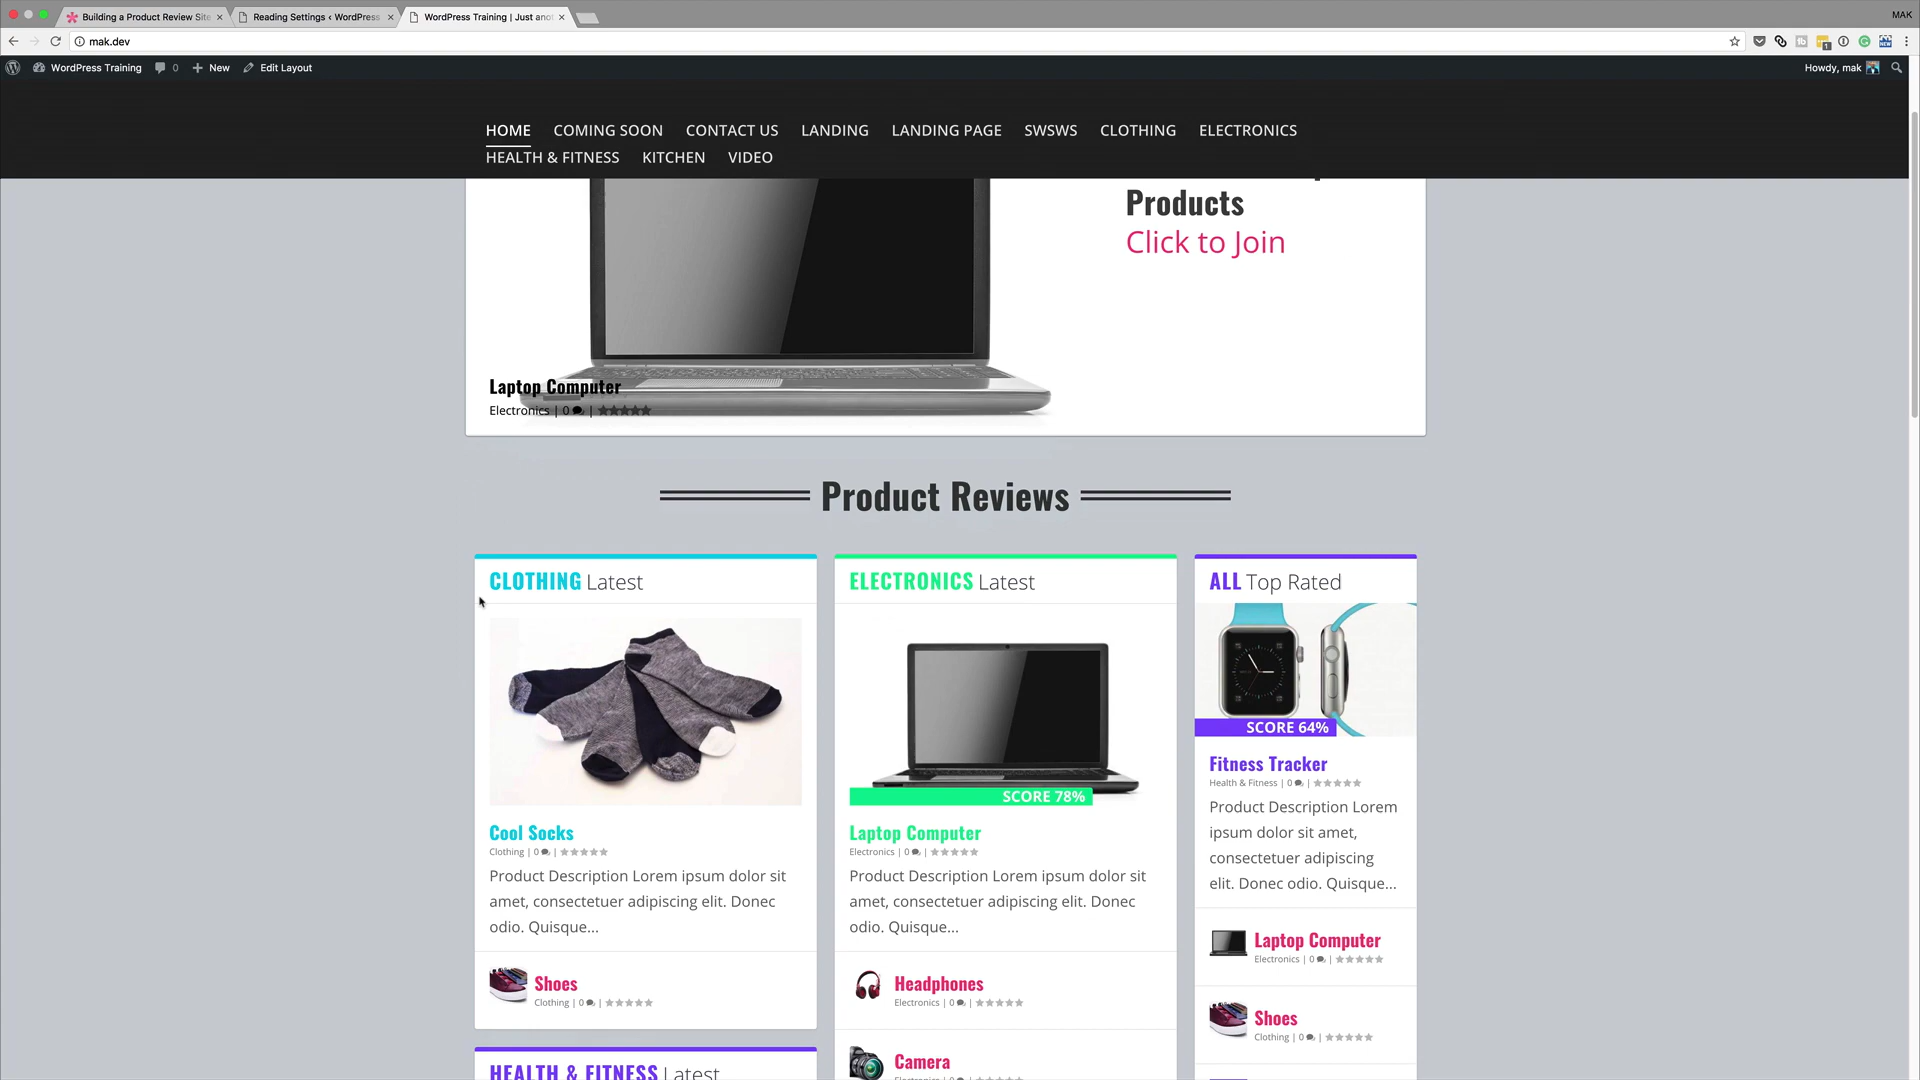 Building a Product Review Site
Reading Settings ‹ WordPress
WordPress Training | Just ano
MAK
mak.dev
WordPress Training
0
New
Edit Layout
Howdy, mak
HOME
COMING SOON
CONTACT US
LANDING
LANDING PAGE
SWSWS
CLOTHING
ELECTRONICS
HEALTH & FITNESS
KITCHEN
VIDEO
Products
Click to Join
Laptop Computer
Electronics | 0 |
Product Reviews
CLOTHING Latest
Cool Socks
Clothing | 0 |
Product Description Lorem ipsum dolor sit
amet, consectetuer adipiscing elit. Donec
odio. Quisque...
Shoes
Clothing | 0 |
HEALTH & FITNESS Latest
ELECTRONICS Latest
SCORE 78%
Laptop Computer
Electronics | 0 |
Product Description Lorem ipsum dolor sit
amet, consectetuer adipiscing elit. Donec
odio. Quisque...
Headphones
Electronics | 0 |
Camera
Electronics | 0 |
ALL Top Rated
SCORE 64%
Fitness Tracker
Health & Fitness | 0 |
Product Description Lorem
ipsum dolor sit amet,
consectetuer adipiscing
elit. Donec odio. Quisque...
Laptop Computer
Electronics | 0 |
Shoes
Clothing | 0 |